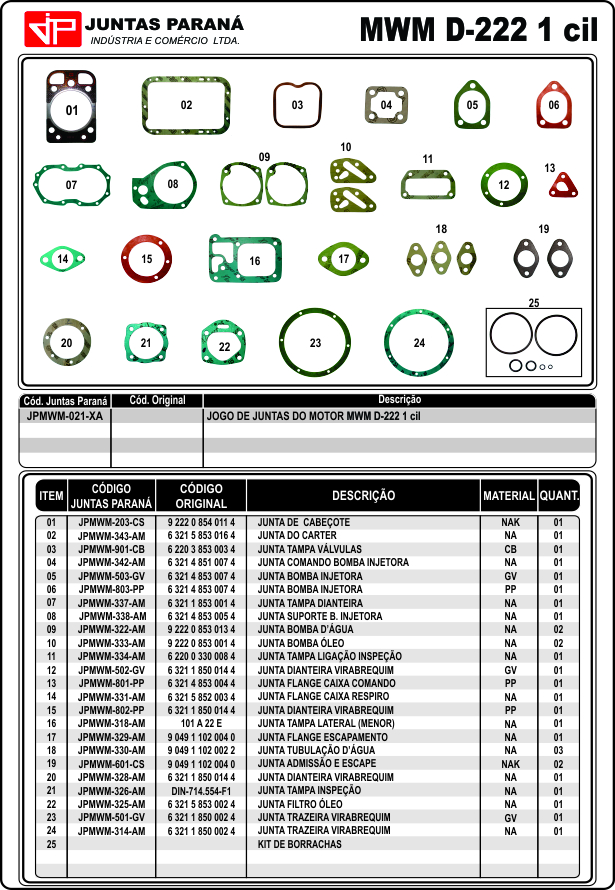 JP JUNTAS PARANÁ
INDÚSTRIA E COMÉRCIO LTDA.
MWM D-222 1 cil
01
02
03
04
05
06
07
08
09
10
11
12
13
14
15
16
17
18
19
20
21
22
23
24
25
Cód. Juntas Paraná Cód. Original Descrição
JPMWM-021-XA JOGO DE JUNTAS DO MOTOR MWM D-222 1 cil
ITEM CÓDIGO JUNTAS PARANÁ CÓDIGO ORIGINAL DESCRIÇÃO MATERIAL QUANT.
01 JPMWM-203-CS 9 222 0 854 011 4 JUNTA DE CABEÇOTE NAK 01
02 JPMWM-343-AM 6 321 5 853 016 4 JUNTA DO CARTER NA 01
03 JPMWM-901-CB 6 220 3 853 003 4 JUNTA TAMPA VÁLVULAS CB 01
04 JPMWM-342-AM 6 321 4 851 007 4 JUNTA COMANDO BOMBA INJETORA NA 01
05 JPMWM-503-GV 6 321 4 853 007 4 JUNTA BOMBA INJETORA GV 01
06 JPMWM-803-PP 6 321 4 853 007 4 JUNTA BOMBA INJETORA PP 01
07 JPMWM-337-AM 6 321 1 853 001 4 JUNTA TAMPA DIANTEIRA NA 01
08 JPMWM-338-AM 6 321 4 853 005 4 JUNTA SUPORTE B. INJETORA NA 01
09 JPMWM-322-AM 9 222 0 853 013 4 JUNTA BOMBA D'ÁGUA NA 02
10 JPMWM-333-AM 9 222 0 853 001 4 JUNTA BOMBA ÓLEO NA 02
11 JPMWM-334-AM 6 220 0 330 008 4 JUNTA TAMPA LIGAÇÃO INSPEÇÃO NA 01
12 JPMWM-502-GV 6 321 1 850 014 4 JUNTA DIANTEIRA VIRABREQUIM GV 01
13 JPMWM-801-PP 6 321 4 853 004 4 JUNTA FLANGE CAIXA COMANDO PP 01
14 JPMWM-331-AM 6 321 5 852 003 4 JUNTA FLANGE CAIXA RESPIRO NA 01
15 JPMWM-802-PP 6 321 1 850 014 4 JUNTA DIANTEIRA VIRABREQUIM PP 01
16 JPMWM-318-AM 101 A 22 E JUNTA TAMPA LATERAL (MENOR) NA 01
17 JPMWM-329-AM 9 049 1 102 004 0 JUNTA FLANGE ESCAPAMENTO NA 01
18 JPMWM-330-AM 9 049 1 102 002 2 JUNTA TUBULAÇÃO D'ÁGUA NA 03
19 JPMWM-601-CS 9 049 1 102 004 0 JUNTA ADMISSÃO E ESCAPE NAK 02
20 JPMWM-328-AM 6 321 1 850 014 4 JUNTA DIANTEIRA VIRABREQUIM NA 01
21 JPMWM-326-AM DIN-714.554-F1 JUNTA TAMPA INSPEÇÃO NA 01
22 JPMWM-325-AM 6 321 5 853 002 4 JUNTA FILTRO ÓLEO NA 01
23 JPMWM-501-GV 6 321 1 850 002 4 JUNTA TRAZEIRA VIRABREQUIM GV 01
24 JPMWM-314-AM 6 321 1 850 002 4 JUNTA TRAZEIRA VIRABREQUIM NA 01
25 KIT DE BORRACHAS